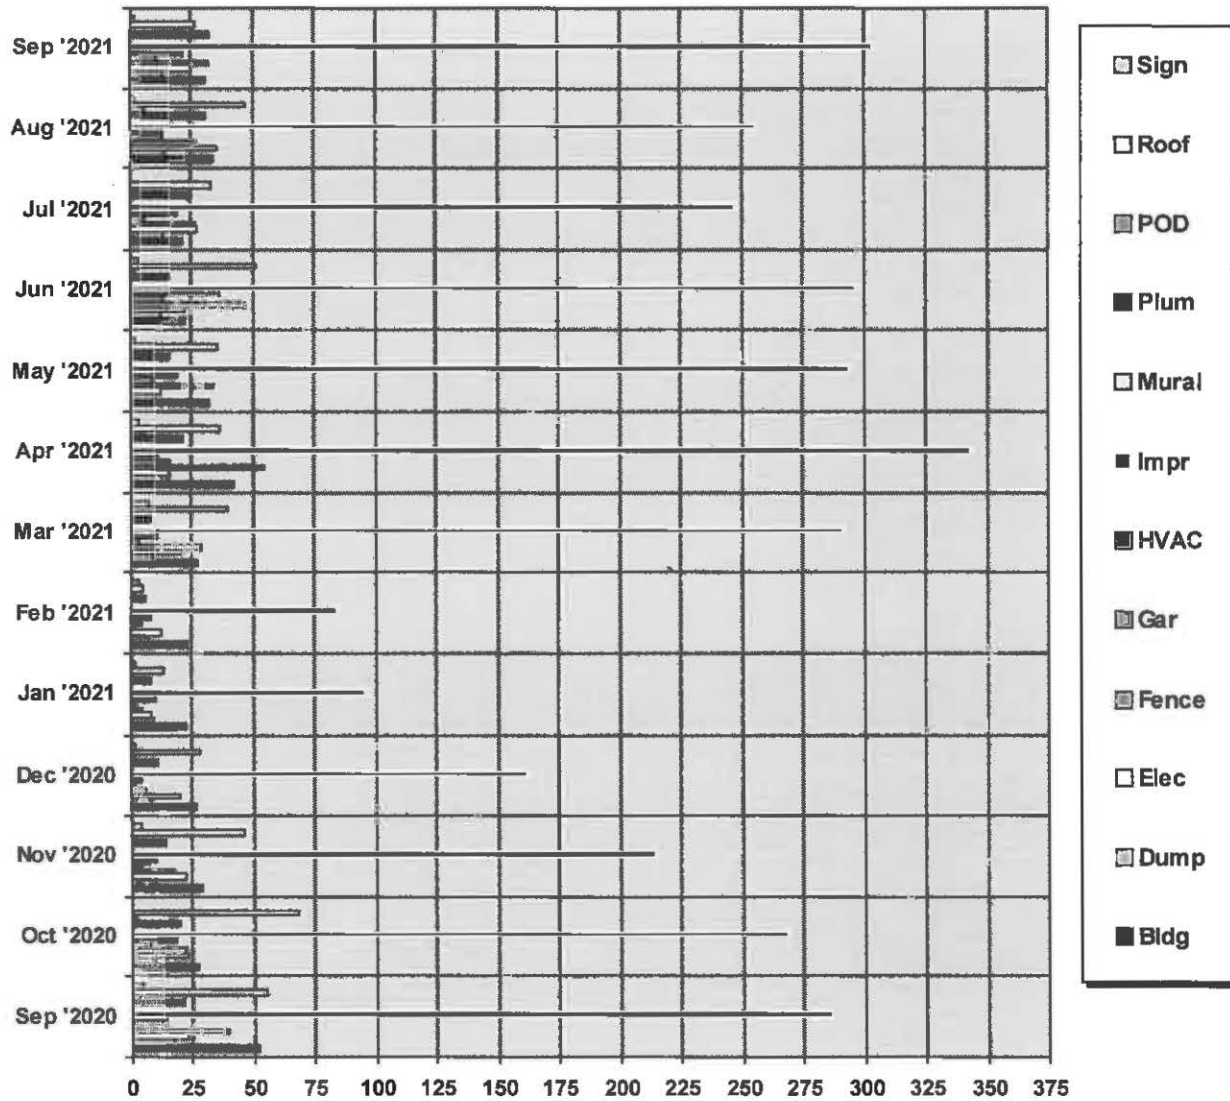 Sep '2021
Aug '2021
Jul '2021
Jun '2021
May '2021
Apr '2021
Mar '2021
Feb '2021
Jan '2021
Dec '2020
Nov '2020
Oct '2020
Sep '2020
0 25 50 75 100 125 150 175 200 225 250 275 300 325 350 375
Sign
Roof
POD
Plum
Mural
Impr
HVAC
Gar
Fence
Elec
Dump
Bldg